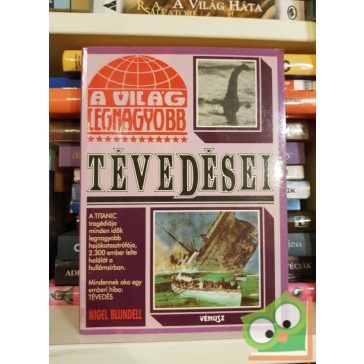 A VILÁG HÁTA
A VILÁG
LEGNAGYOBB
TÉVEDÉSEI
A TITANIC
tragédiája
minden idők
legnagyobb
hajókatasztrófája,
2.300 ember lelte
halálát a
hullámsírban.
Mindennek oka egy
emberi hiba:
TÉVEDÉS
NIGEL BLUNDELL
VÉNUSZ